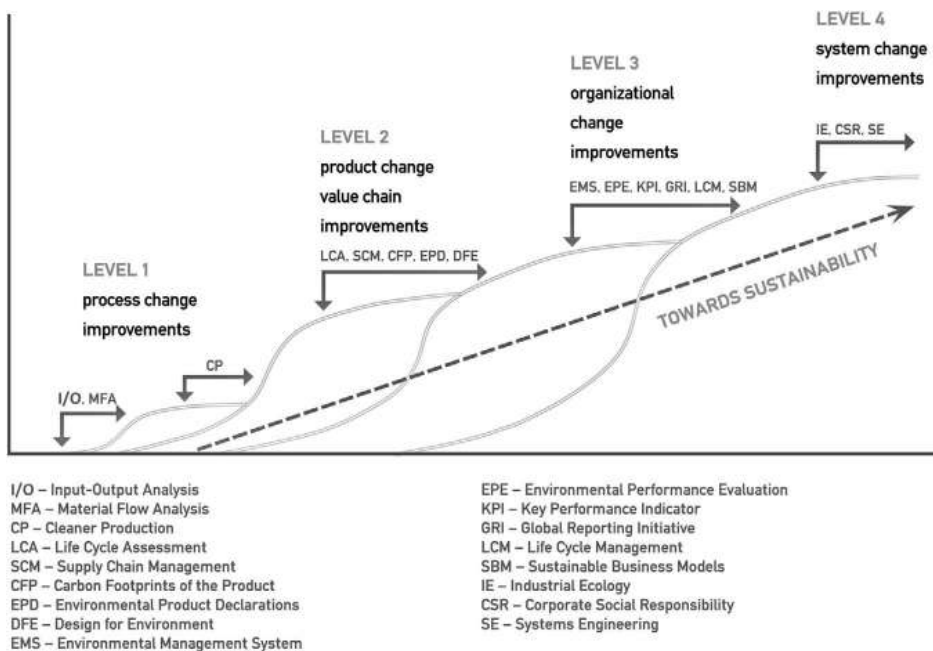 LEVEL 1
process change
improvements
I/O, MFA
CP
LEVEL 2
product change
value chain
improvements
LCA, SCM, CFP, EPD, DFE
LEVEL 3
organizational
change
improvements
EMS, EPE, KPI, GRI, LCM, SBM
LEVEL 4
system change
improvements
IE, CSR, SE
TOWARDS SUSTAINABILITY
I/O – Input-Output Analysis
MFA – Material Flow Analysis
CP – Cleaner Production
LCA – Life Cycle Assessment
SCM – Supply Chain Management
CFP – Carbon Footprints of the Product
EPD – Environmental Product Declarations
DFE – Design for Environment
EMS – Environmental Management System
EPE – Environmental Performance Evaluation
KPI – Key Performance Indicator
GRI – Global Reporting Initiative
LCM – Life Cycle Management
SBM – Sustainable Business Models
IE – Industrial Ecology
CSR – Corporate Social Responsibility
SE – Systems Engineering